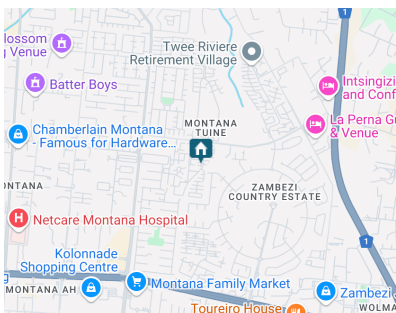 1
lossom
g Venue
Twee Riviere
Retirement Village
Batter Boys
Intsingizi
and Conf
MONTANA
TUINE
La Perna Gu
& Venue
Chamberlain Montana
- Famous for Hardware...
ONTANA
ZAMBEZI
COUNTRY ESTATE
H
Netcare Montana Hospital
1
Kolonnade
Shopping Centre
g
Montana Family Market
MONTANA AH
Zambezi
Toureiro House
WOLMA